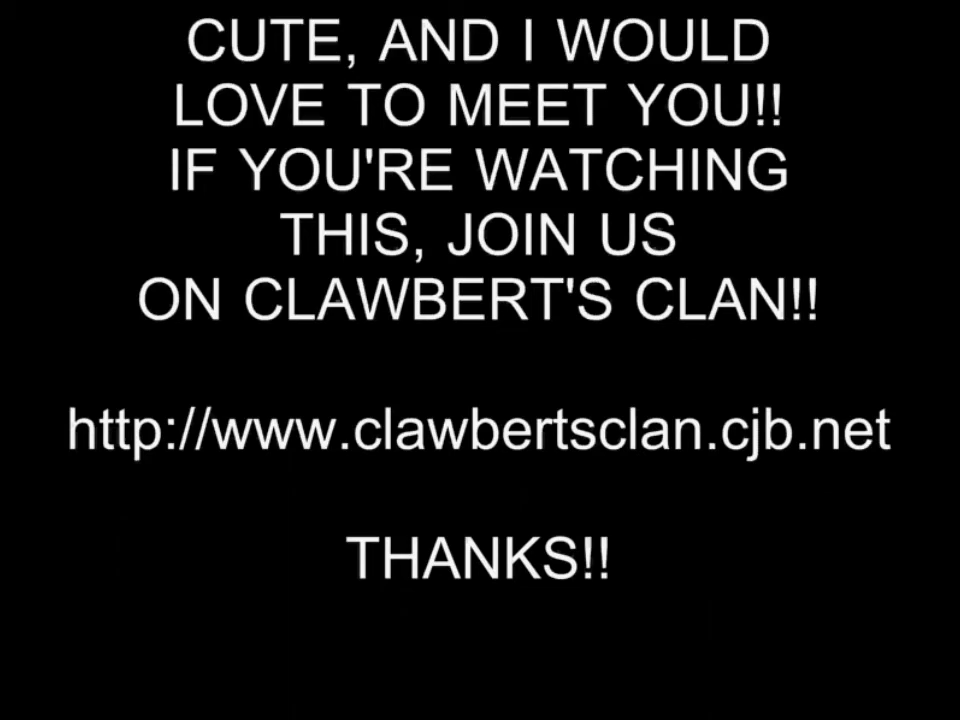 CUTE, AND I WOULD
LOVE TO MEET YOU!!
IF YOU'RE WATCHING
THIS, JOIN US
ON CLAWBERT'S CLAN!!
http://www.clawbertsclan.cjb.net
THANKS!!